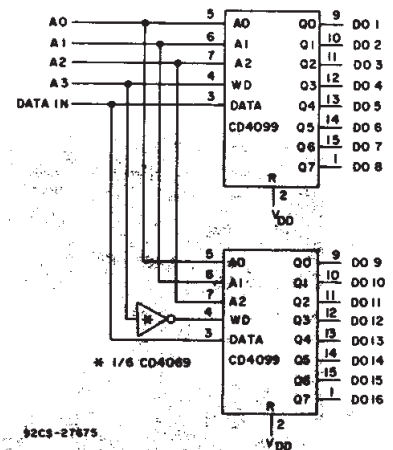 A0 5 A0 Q0 9 DO 1
A1 6 A1 Q1 10 DO 2
A2 7 A2 Q2 11 DO 3
A3 4 WD Q3 12 DO 4
DATA IN 3 DATA Q4 13 DO 5
CD4099 Q5 14 DO 6
Q6 15 DO 7
Q7 1 DO 8
R
2
VDD
5 A0 Q0 9 DO 9
6 A1 Q1 10 DO 10
7 A2 Q2 11 DO 11
* 4 WD Q3 12 DO 12
3 DATA Q4 13 DO 13
* 1/6 CD4069 CD4099 Q5 14 DO 14
Q6 15 DO 15
Q7 1 DO 16
R
2
92CS-27675
VDD